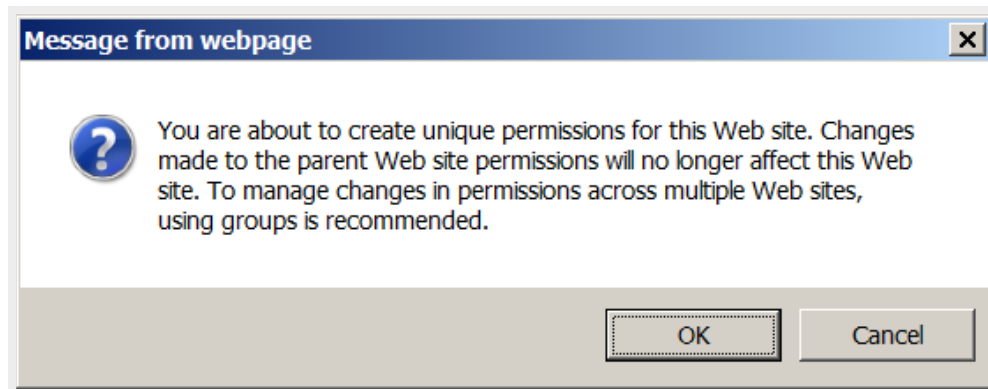 Message from webpage
You are about to create unique permissions for this Web site. Changes
made to the parent Web site permissions will no longer affect this Web
site. To manage changes in permissions across multiple Web sites,
using groups is recommended.
OK Cancel